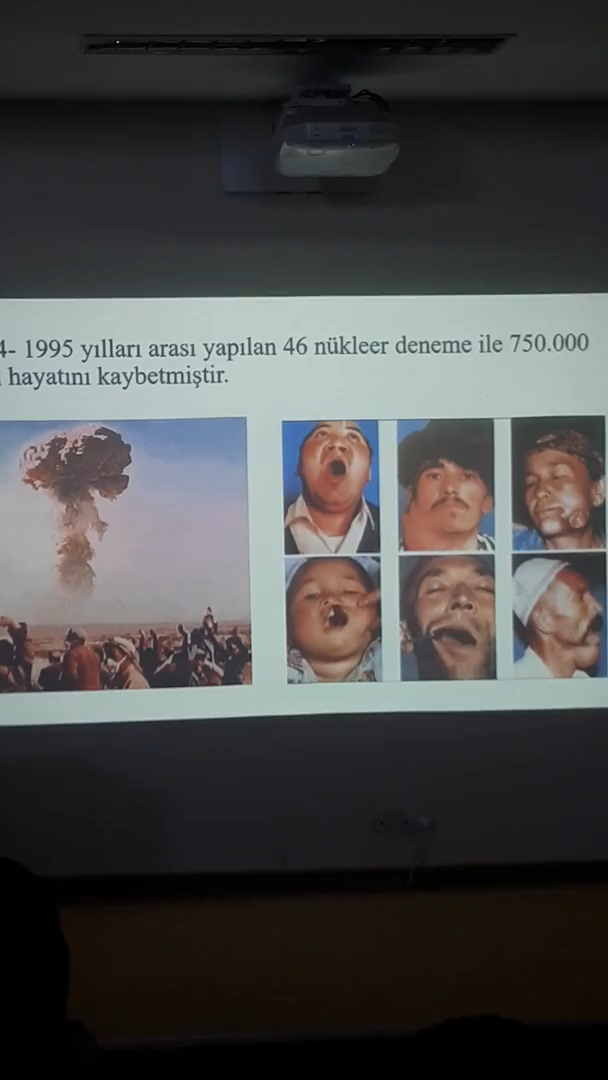 4- 1995 yılları arası yapılan 46 nükleer deneme ile 750.000
hayatını kaybetmiştir.